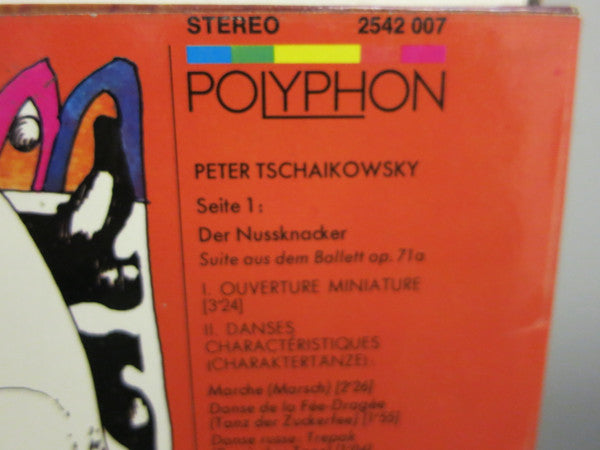 STEREO 2542 007
POLYPHON
PETER TSCHAIKOWSKY
Seite 1:
Der Nussknacker
Suite aus dem Ballett op. 71a
I. OUVERTURE MINIATURE
[3'24]
II. DANSES
CHARACTÉRISTIQUES
(CHARAKTERTÄNZE):
Marche (Marsch) [2'26]
Danse de la Fée-Dragée
(Tanz der Zuckerfee) [1'55]
Danse russe: Trepak